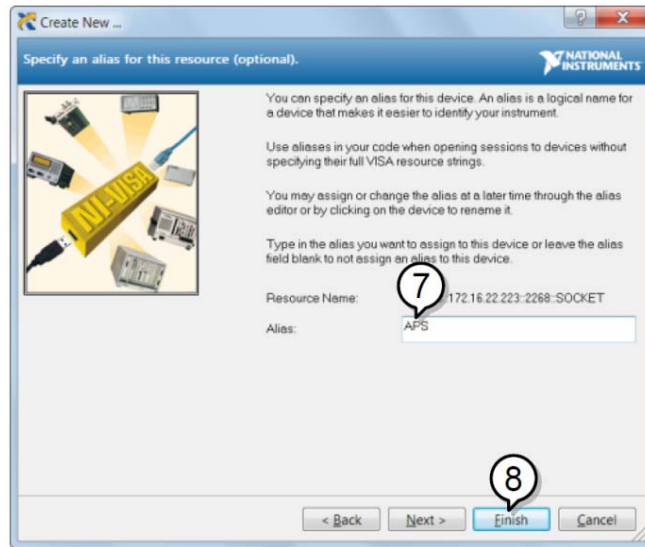 Create New ...
Specify an alias for this resource (optional).
NATIONAL
INSTRUMENTS
You can specify an alias for this device. An alias is a logical name for
a device that makes it easier to identify your instrument.
Use aliases in your code when opening sessions to devices without
specifying their full VISA resource strings.
You may assign or change the alias at a later time through the alias
editor or by clicking on the device to rename it.
Type in the alias you want to assign to this device or leave the alias
field blank to not assign an alias to this device.
NI-VISA
7
Resource Name: 172.16.22.223::2268::SOCKET
Alias: APS
8
< Back Next > Finish Cancel